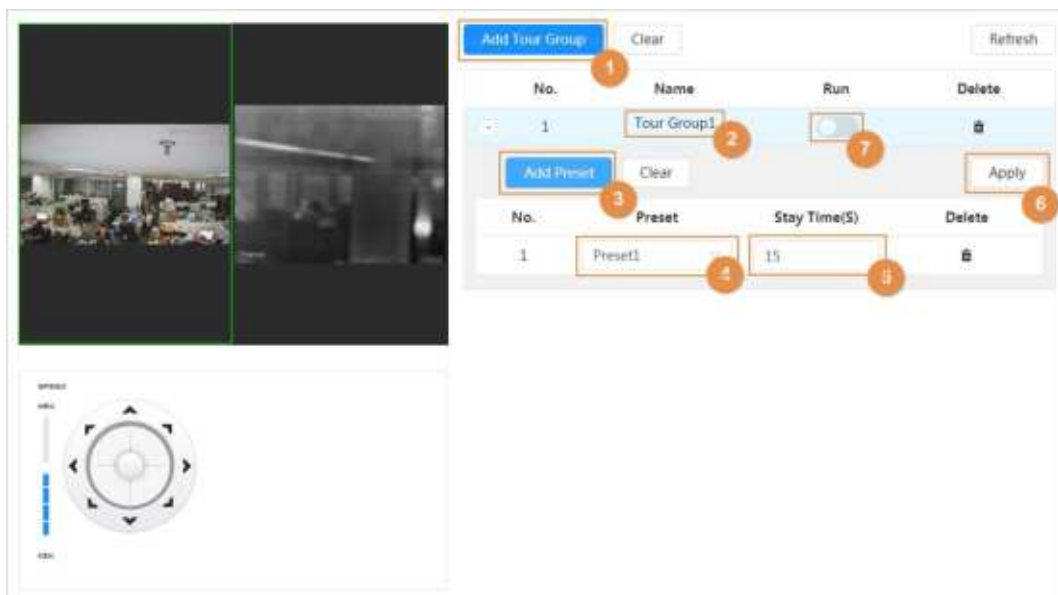 Add Tour Group Clear Refresh
1
No. Name Run Delete
- 1 Tour Group1
2
7
Add Preset Clear Apply
3
6
No. Preset Stay Time(S) Delete
1 Preset1 15
4
5
SPEED